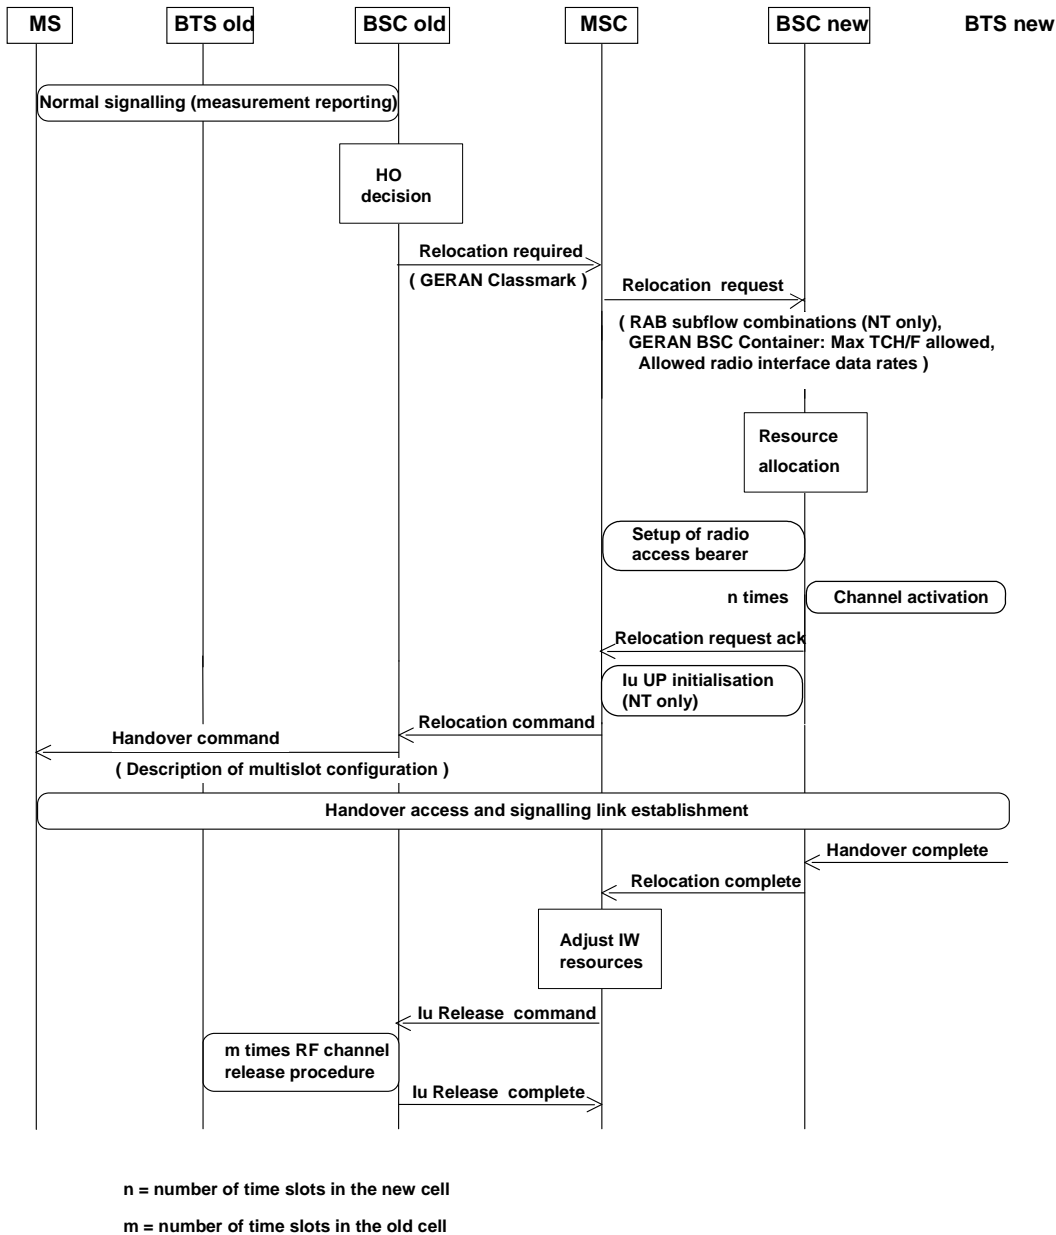 MS BTS old BSC old MSC BSC new BTS new
Normal signalling (measurement reporting)
HO
decision
Relocation required
( GERAN Classmark )
Relocation request
( RAB subflow combinations (NT only),
GERAN BSC Container: Max TCH/F allowed,
Allowed radio interface data rates )
Resource
allocation
Setup of radio
access bearer
n times Channel activation
Relocation request ack
Iu UP initialisation
(NT only)
Relocation command
Handover command
( Description of multislot configuration )
Handover access and signalling link establishment
Handover complete
Relocation complete
Adjust IW
resources
Iu Release command
m times RF channel
release procedure
Iu Release complete
n = number of time slots in the new cell
m = number of time slots in the old cell